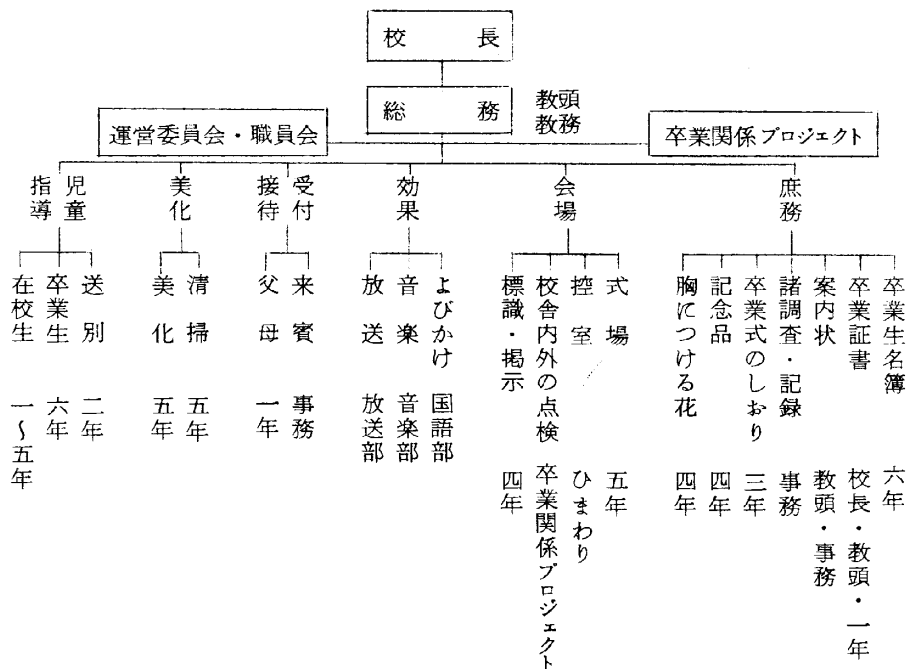 校長
総務
教頭
教務
運営委員会・職員会
卒業関係プロジェクト
庶務
卒業生名簿 六年
卒業証書 校長・教頭・一年
案内状 教頭・事務
諸調査・記録 事務
卒業式のしおり 三年
記念品 四年
胸につける花 四年
会場
式場 五年
控室 ひまわり
校舎内外の点検 卒業関係プロジェクト
標識・掲示 四年
効果
よびかけ 国語部
音楽 音楽部
放送 放送部
受付
接待
来賓 事務
父母 一年
美化
清掃 五年
美化 五年
児童
指導
送別 二年
卒業生 六年
在校生 一〜五年